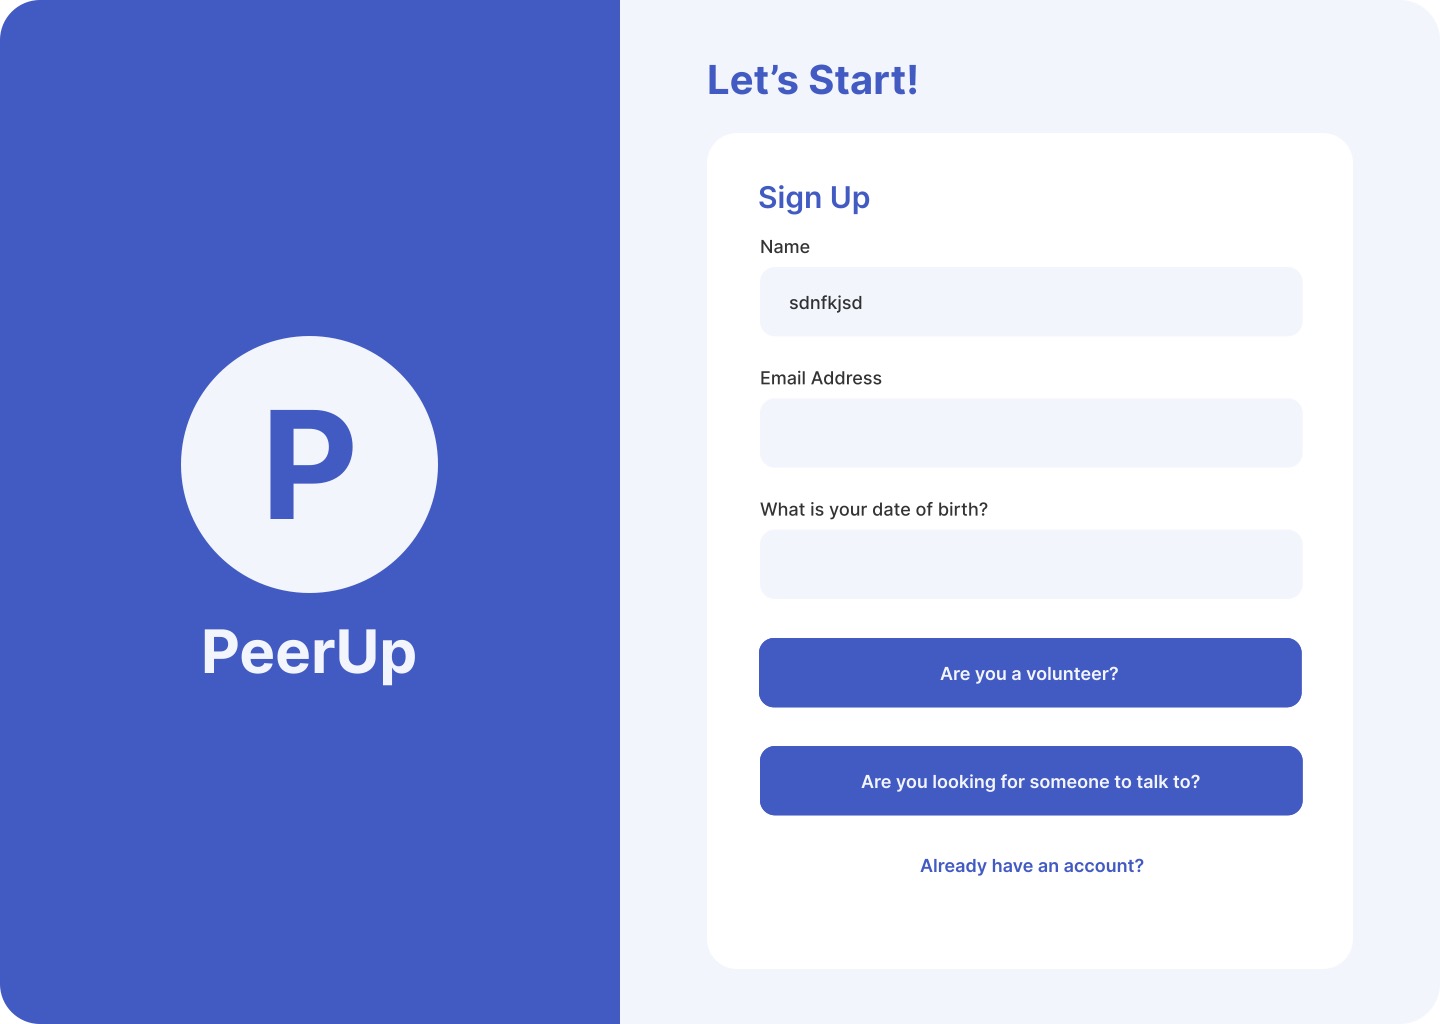 P
PeerUp
Let’s Start!
Sign Up
Name
sdnfkjsd
Email Address
What is your date of birth?
Are you a volunteer?
Are you looking for someone to talk to?
Already have an account?